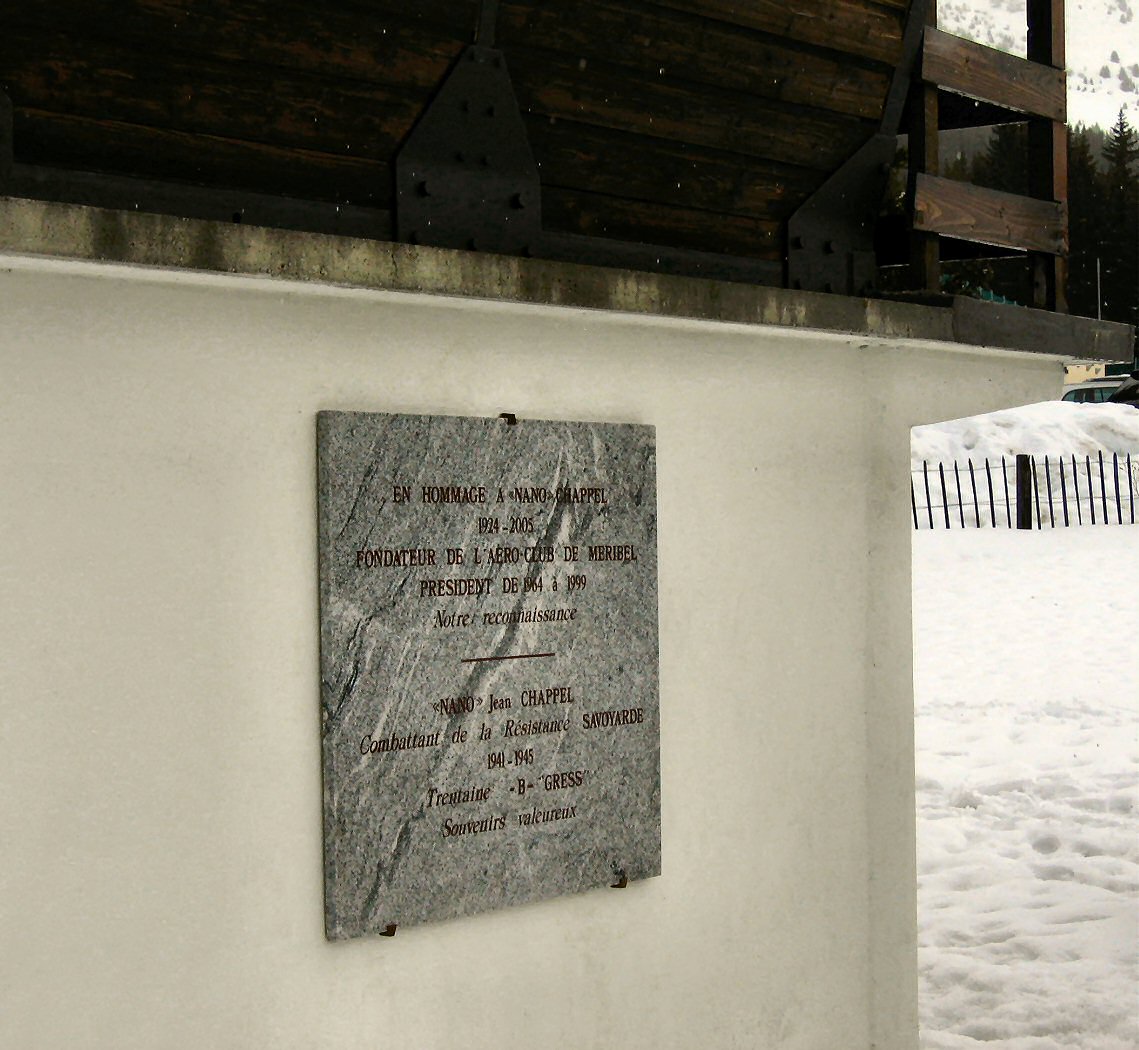 EN HOMMAGE A «NANO» CHAPPEL
1924-2005
FONDATEUR DE L'AERO-CLUB DE MERIBEL
PRESIDENT DE 1964 à 1999
Notre reconnaissance
«NANO» Jean CHAPPEL
Combattant de la Résistance SAVOYARDE
1941-1945
Trentaine -B- "GRESS"
Souvenirs valeureux